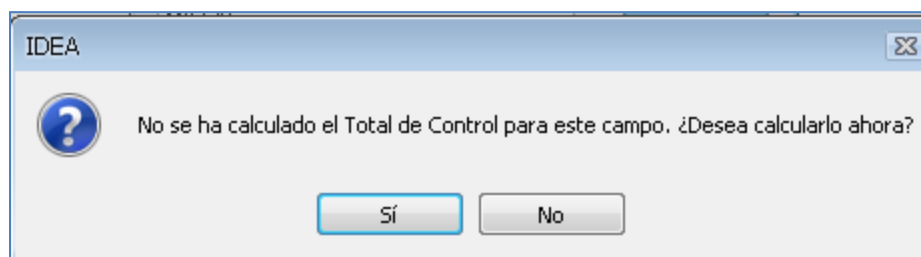 IDEA
No se ha calculado el Total de Control para este campo. ¿Desea calcularlo ahora?
Sí
No